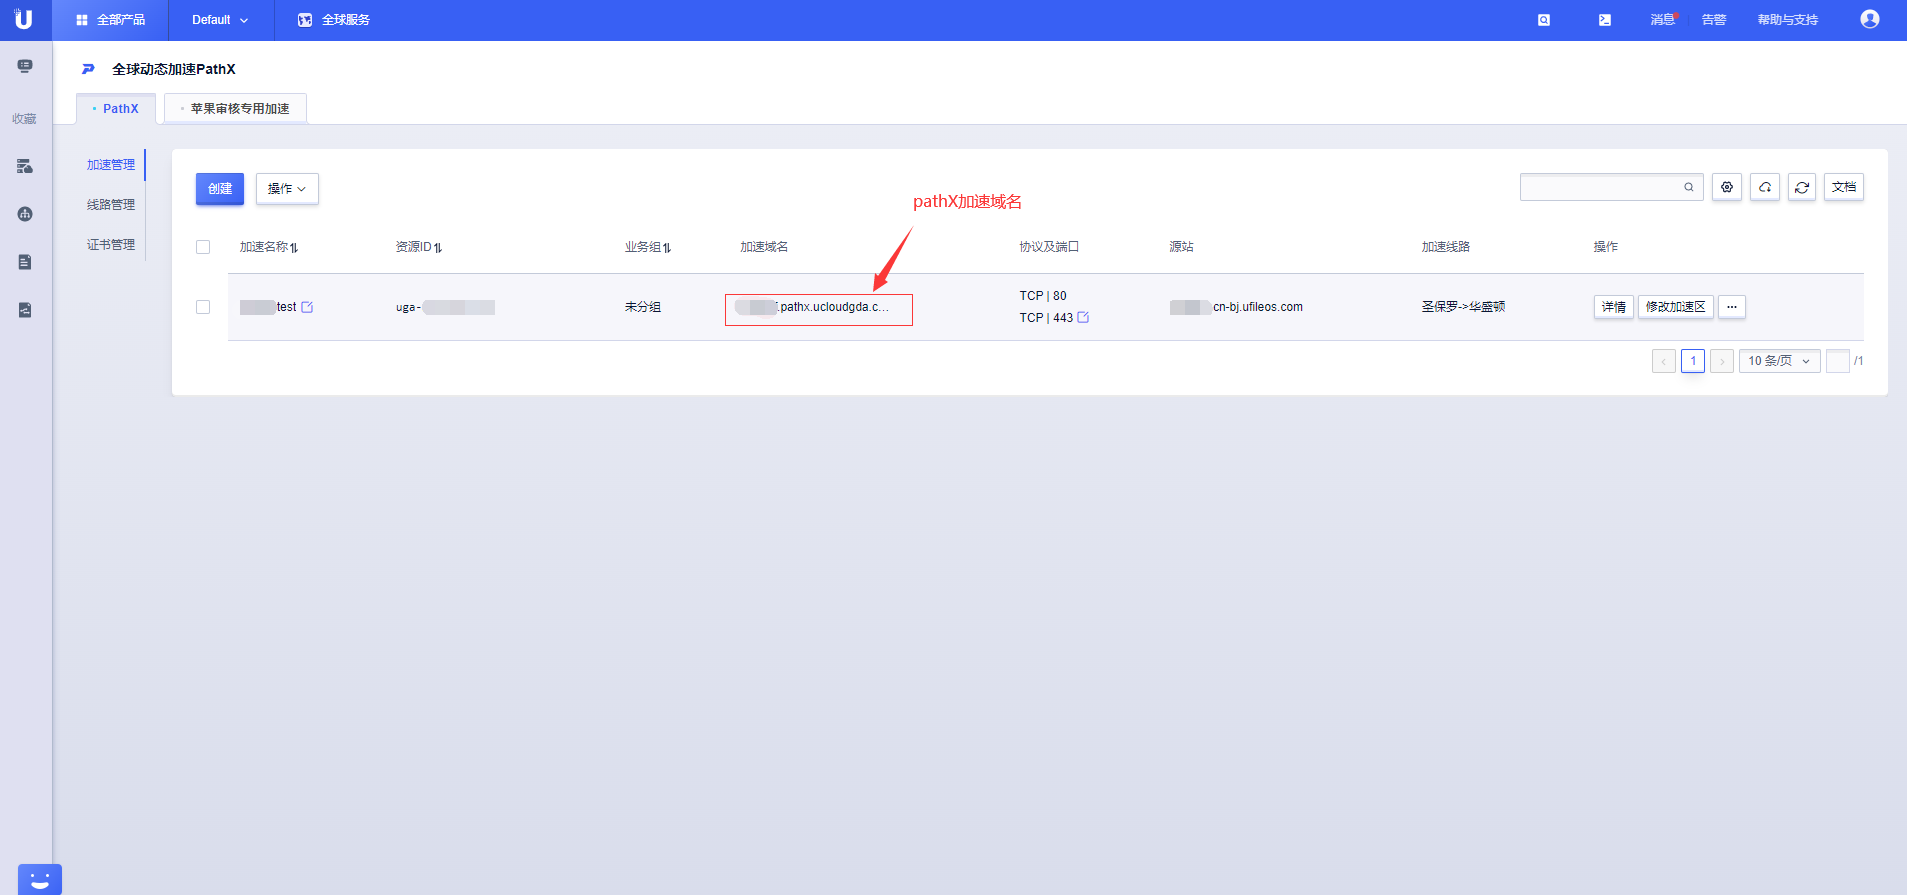 全部产品
Default
全球服务
消息
告警
帮助与支持
全球动态加速PathX
PathX
苹果审核专用加速
收藏
加速管理
线路管理
证书管理
创建
操作
文档
pathX加速域名
加速名称
资源ID
业务组
加速域名
协议及端口
源站
加速线路
操作
test
uga-
未分组
.pathx.ucloudgda.c...
TCP | 80
TCP | 443
cn-bj.ufileos.com
圣保罗->华盛顿
详情
修改加速区
...
1
10 条/页
/1